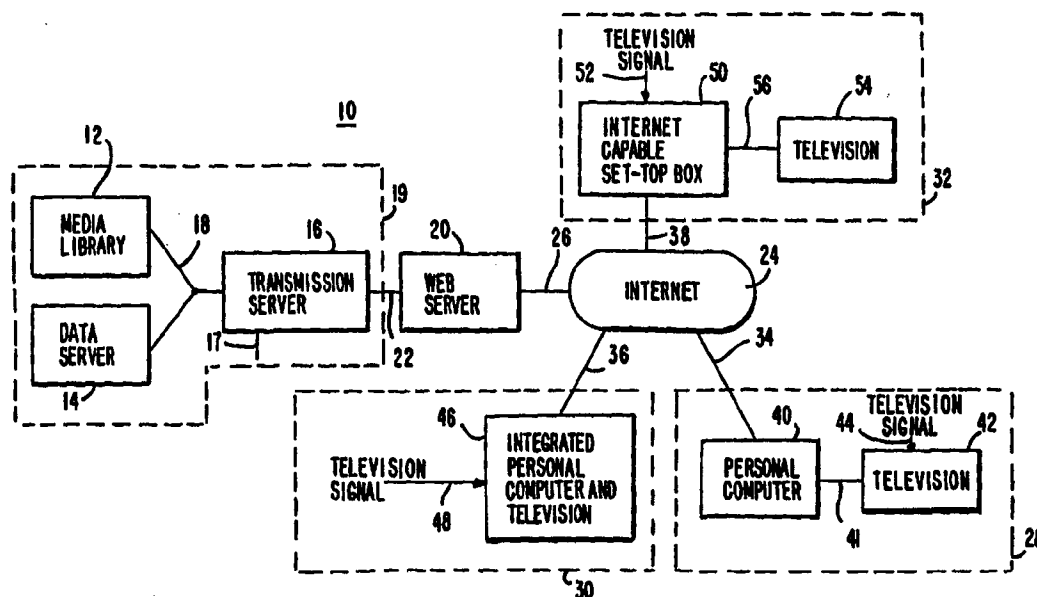 10
12
MEDIA
LIBRARY
18
16
TRANSMISSION
SERVER
19
17
DATA
SERVER
14
20
WEB
SERVER
22
26
INTERNET
24
TELEVISION
SIGNAL
52
50
INTERNET
CAPABLE
SET-TOP BOX
56
54
TELEVISION
32
38
36
34
46
INTEGRATED
PERSONAL
COMPUTER AND
TELEVISION
TELEVISION
SIGNAL
48
30
40
PERSONAL
COMPUTER
41
TELEVISION
SIGNAL
44
42
TELEVISION